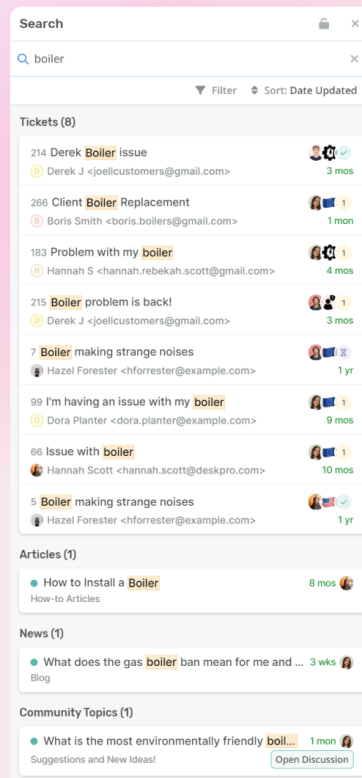 Search
boiler
Filter Sort: Date Updated
Tickets (8)
214 Derek Boiler issue
D Derek J <joellcustomers@gmail.com> 3 mos
266 Client Boiler Replacement 1
B Boris Smith <boris.boilers@gmail.com> 1 mon
183 Problem with my boiler 1
H Hannah S <hannah.rebekah.scott@gmail.com> 4 mos
215 Boiler problem is back! 1
D Derek J <joellcustomers@gmail.com> 3 mos
7 Boiler making strange noises
Hazel Forester <hforrester@example.com> 1 yr
99 I'm having an issue with my boiler 1
D Dora Planter <dora.planter@example.com> 9 mos
66 Issue with boiler 1
Hannah Scott <hannah.scott@deskpro.com> 10 mos
5 Boiler making strange noises
Hazel Forester <hforrester@example.com> 1 yr
Articles (1)
How to Install a Boiler 8 mos
How-to Articles
News (1)
What does the gas boiler ban mean for me and ... 3 wks
Blog
Community Topics (1)
What is the most environmentally friendly boil... 1 mon
Suggestions and New Ideas! Open Discussion